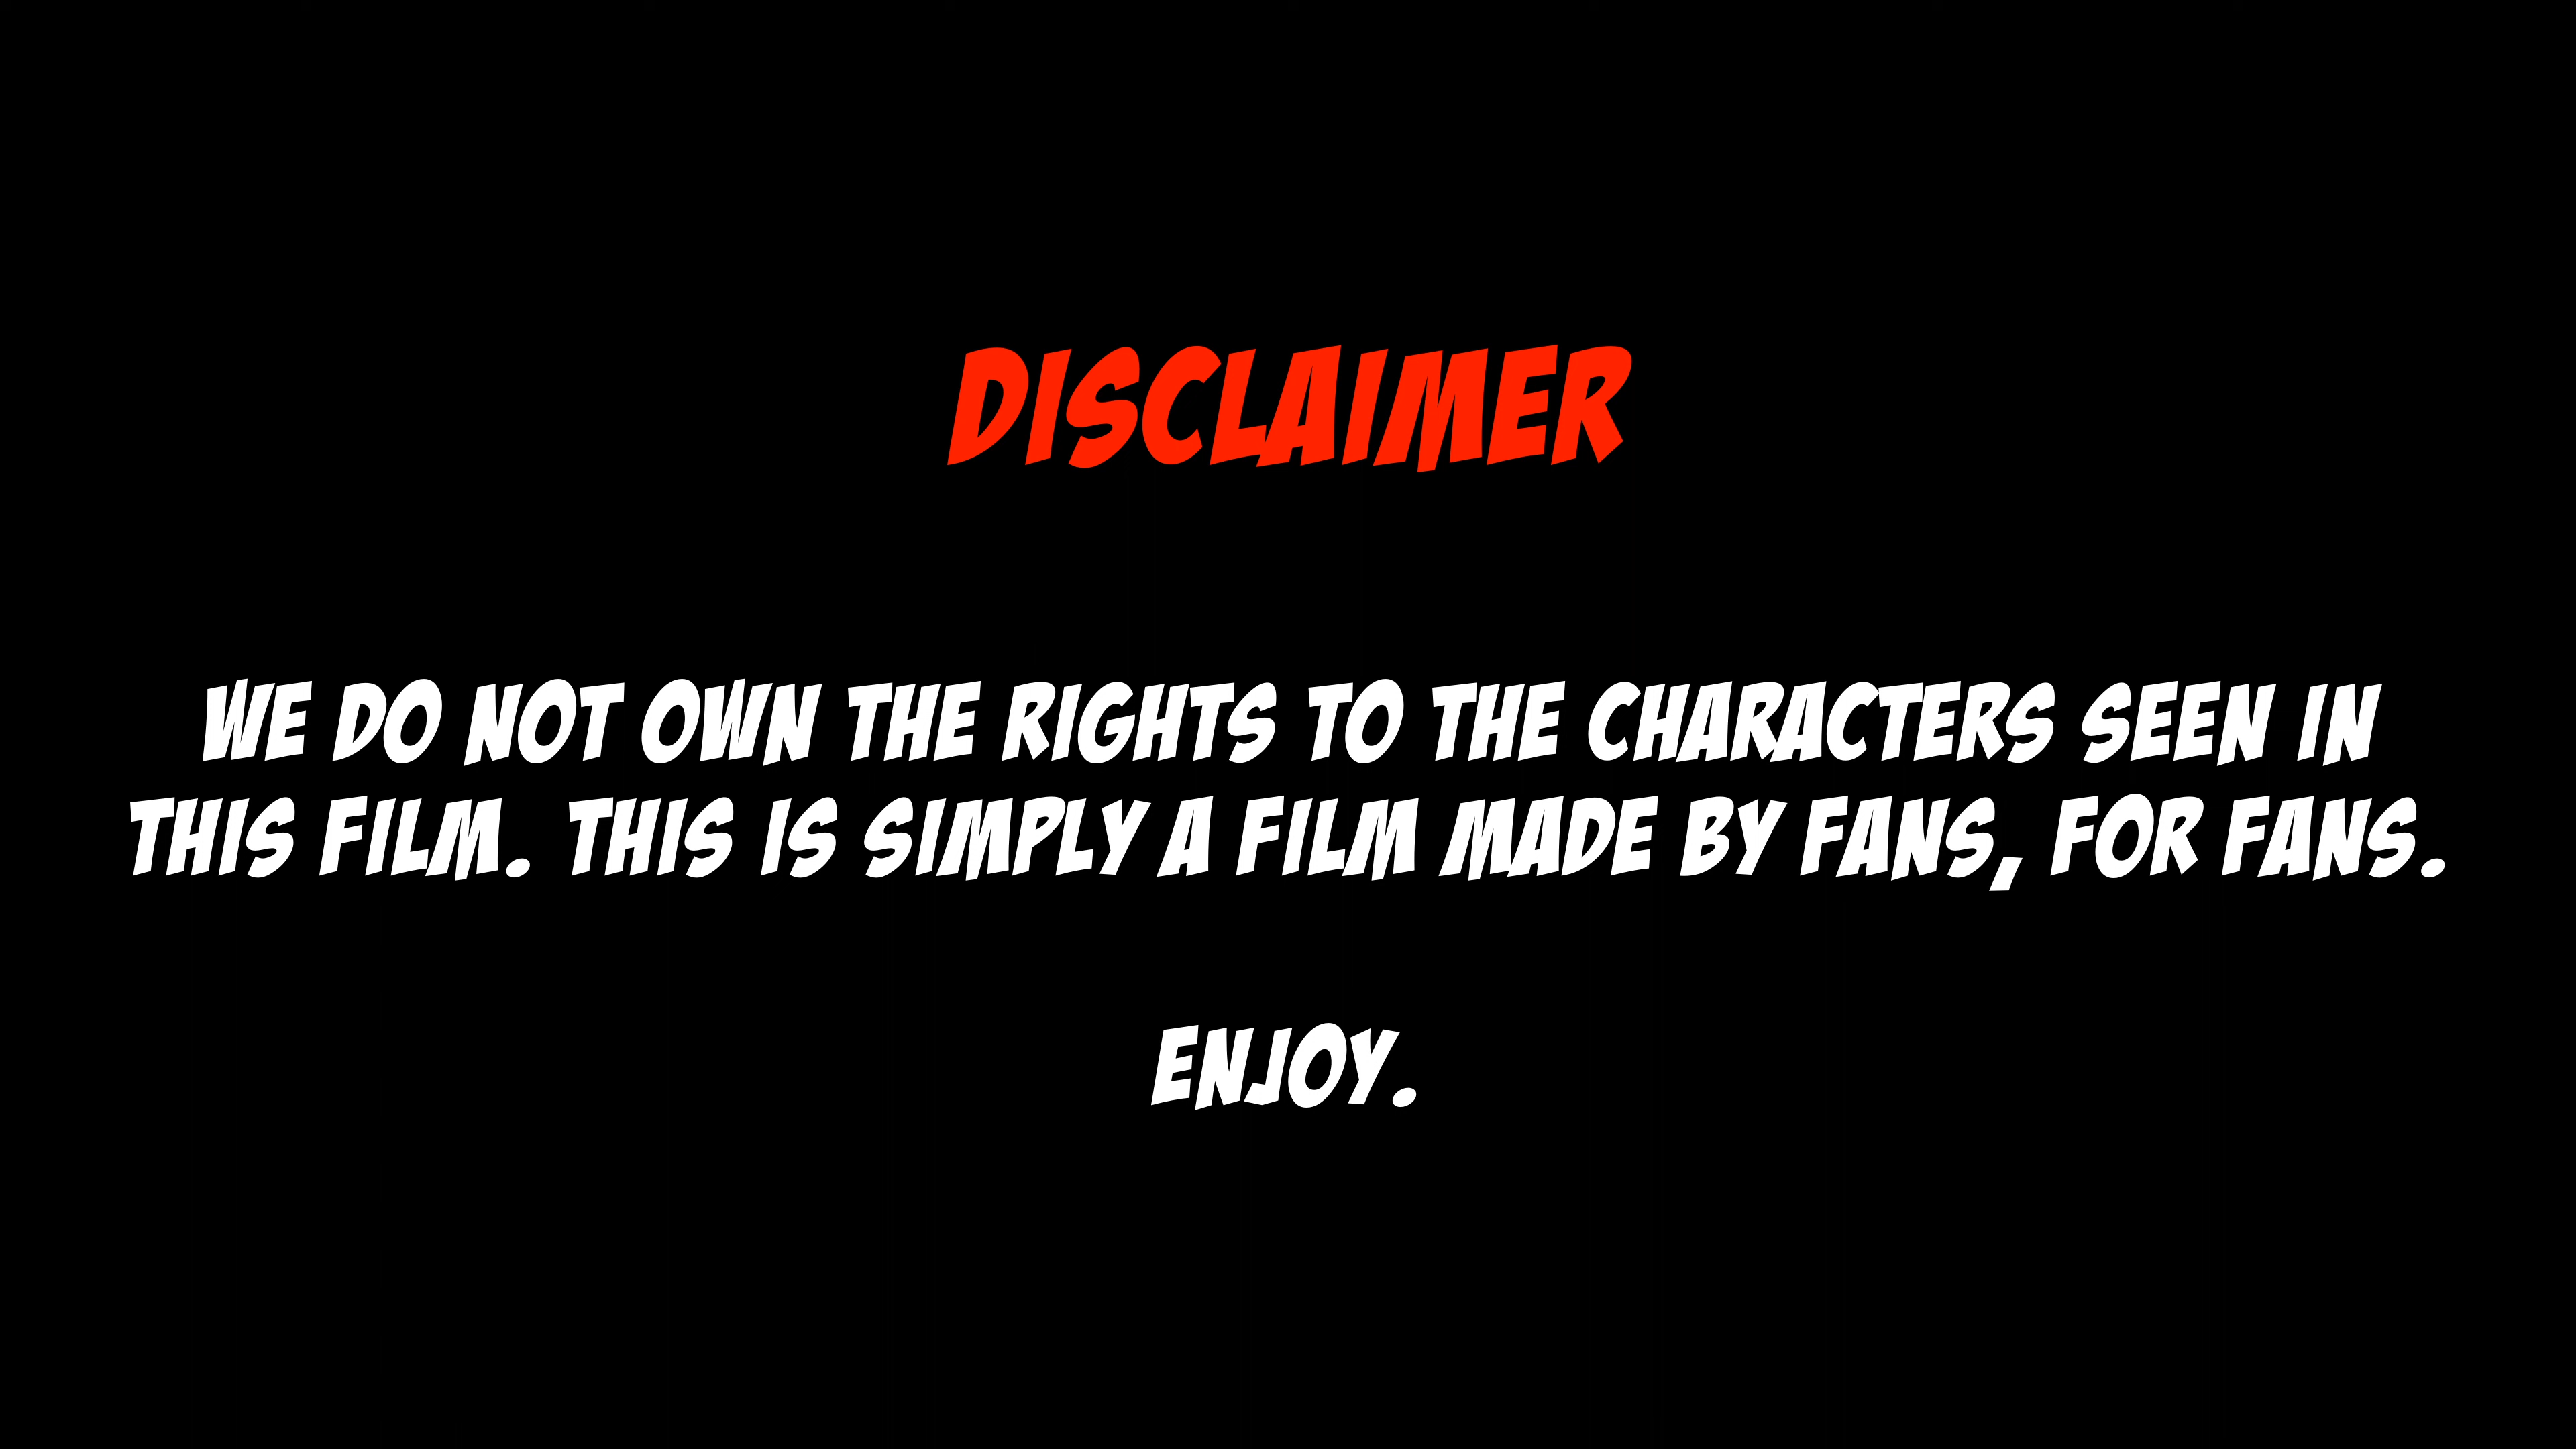 DISCLAIMER
WE DO NOT OWN THE RIGHTS TO THE CHARACTERS SEEN IN
THIS FILM. THIS IS SIMPLY A FILM MADE BY FANS, FOR FANS.
ENJOY.